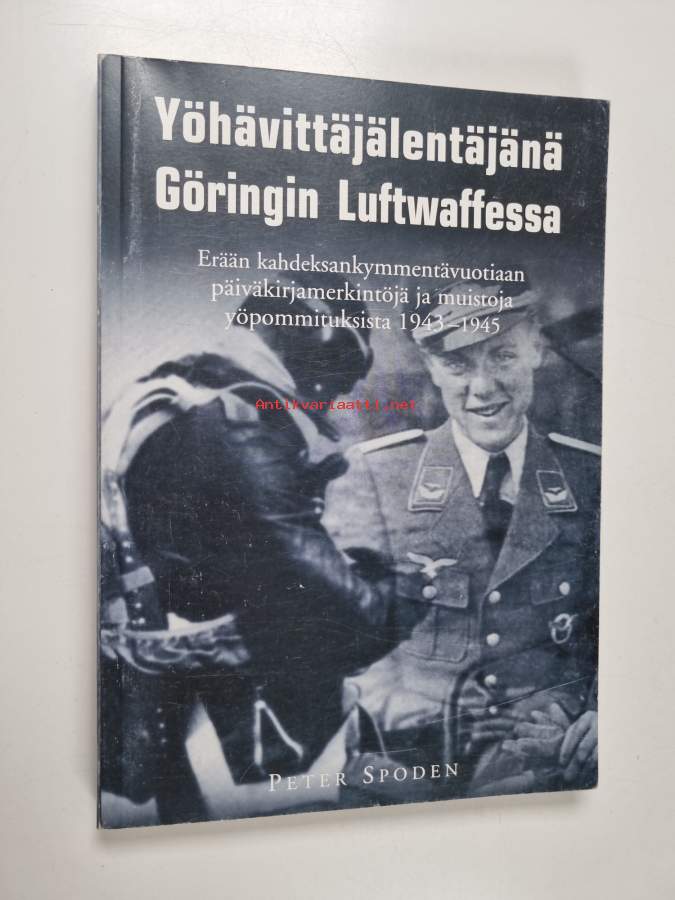 Yöhävittäjälentäjänä
Göringin Luftwaffessa
Erään kahdeksankymmentävuotiaan
päiväkirjamerkintöjä ja muistoja
yöpommituksista 1943–1945
Antikvariaatti.net
PETER SPODEN